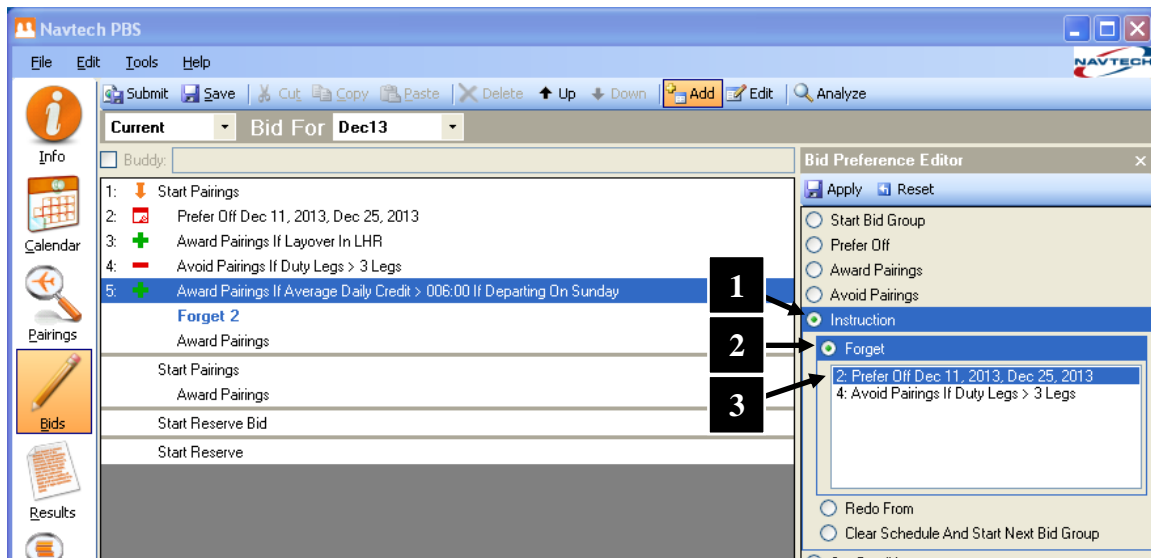 Navtech PBS
File Edit Tools Help
NAVTECH
Submit Save Cut Copy Paste Delete Up Down Add Edit Analyze
Current Bid For Dec13
Info
Buddy:
Bid Preference Editor
1: Start Pairings
Apply Reset
2: Prefer Off Dec 11, 2013, Dec 25, 2013
Start Bid Group
3: Award Pairings If Layover In LHR
Prefer Off
Calendar
4: Avoid Pairings If Duty Legs > 3 Legs
Award Pairings
5: Award Pairings If Average Daily Credit > 006:00 If Departing On Sunday
1
Avoid Pairings
Forget 2
Instruction
Pairings
Award Pairings
2
Forget
Start Pairings
2: Prefer Off Dec 11, 2013, Dec 25, 2013
Award Pairings
3
4: Avoid Pairings If Duty Legs > 3 Legs
Bids
Start Reserve Bid
Start Reserve
Results
Redo From
Clear Schedule And Start Next Bid Group